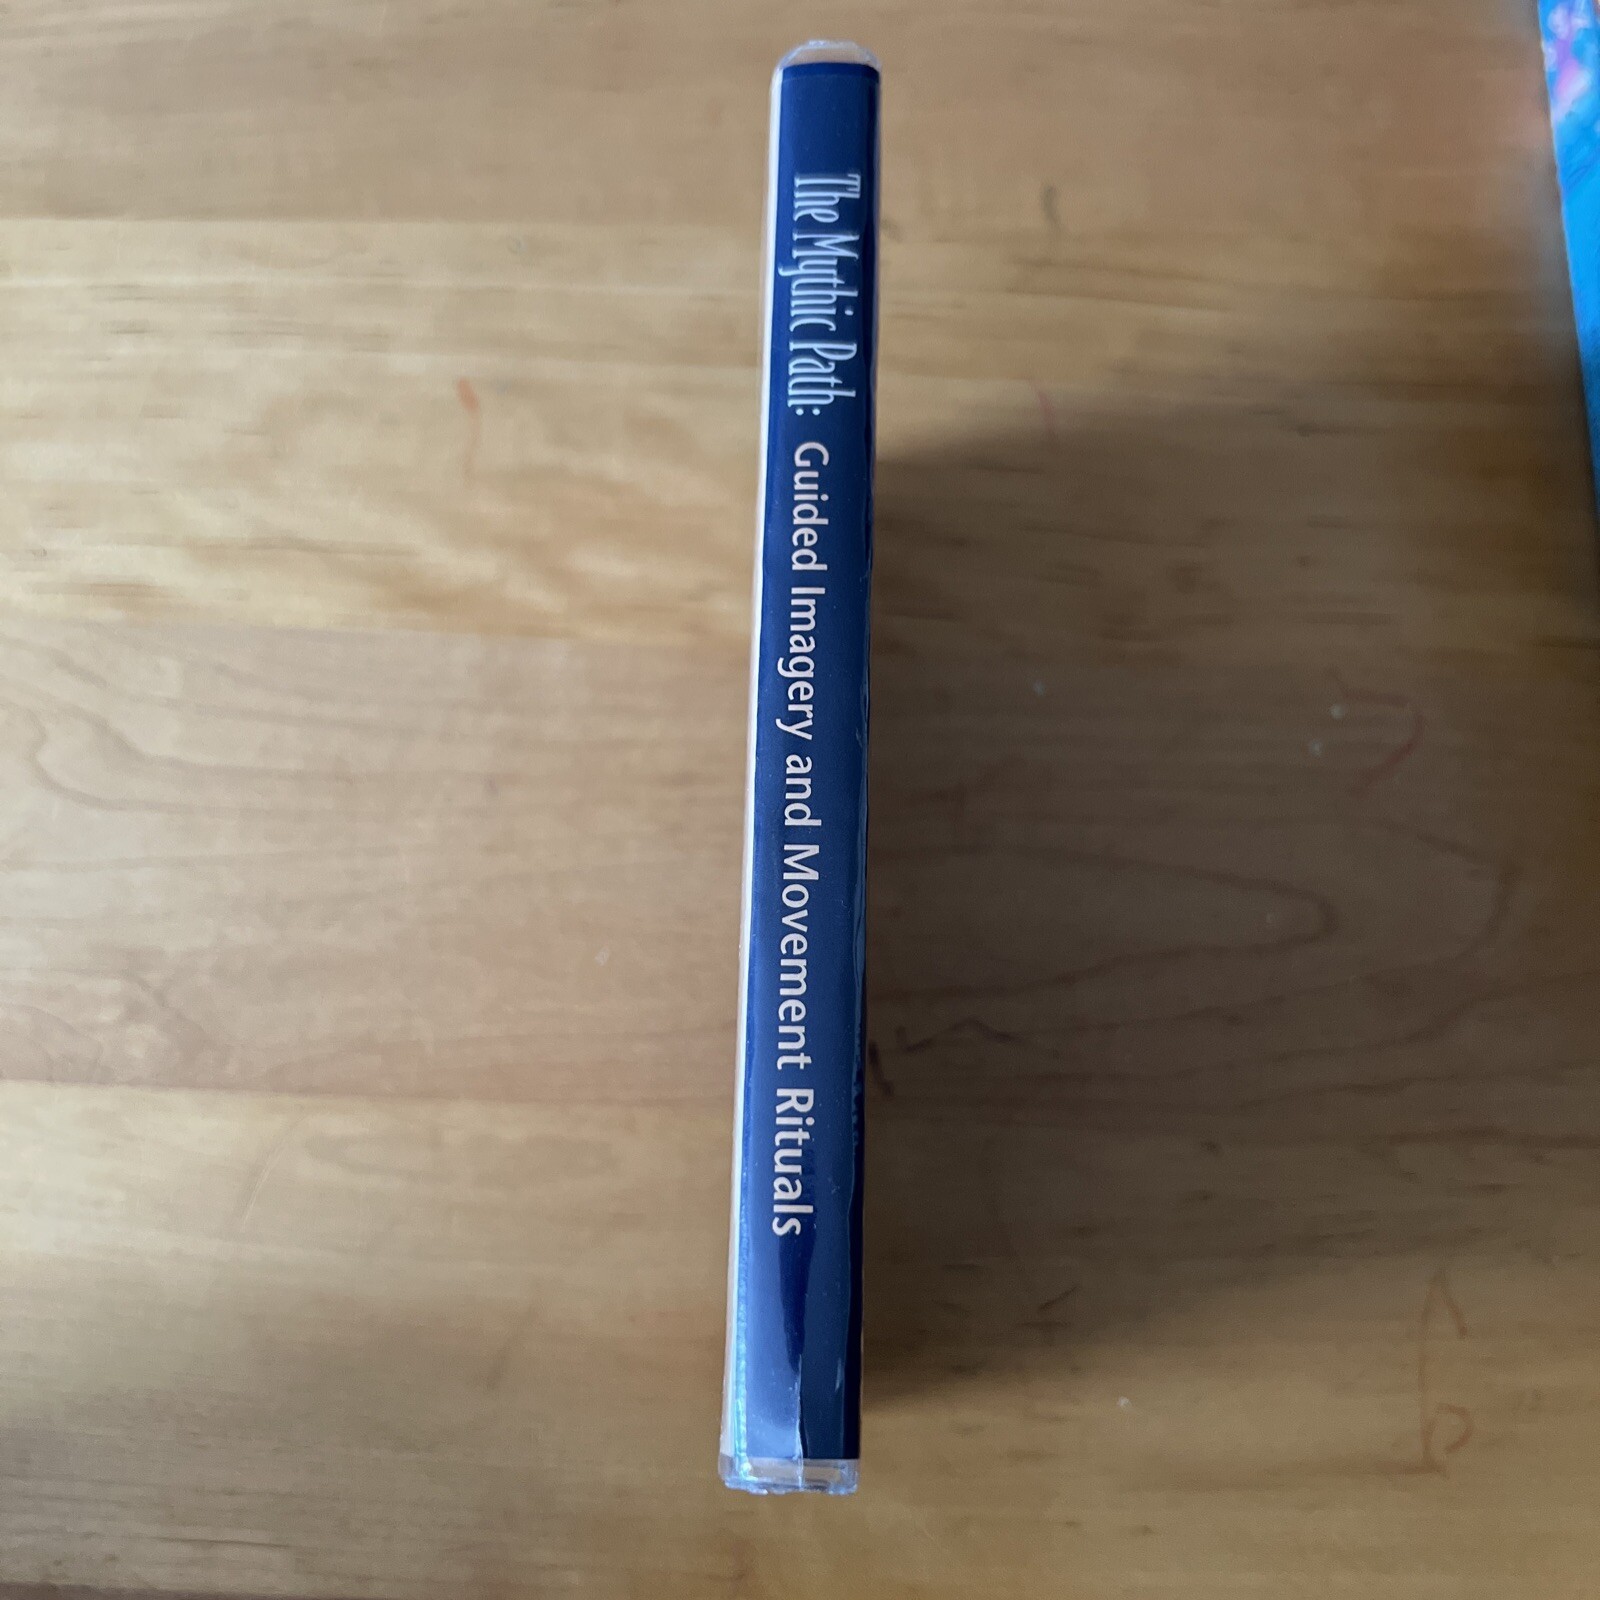 The Mythic Path: Guided Imagery and Movement Rituals